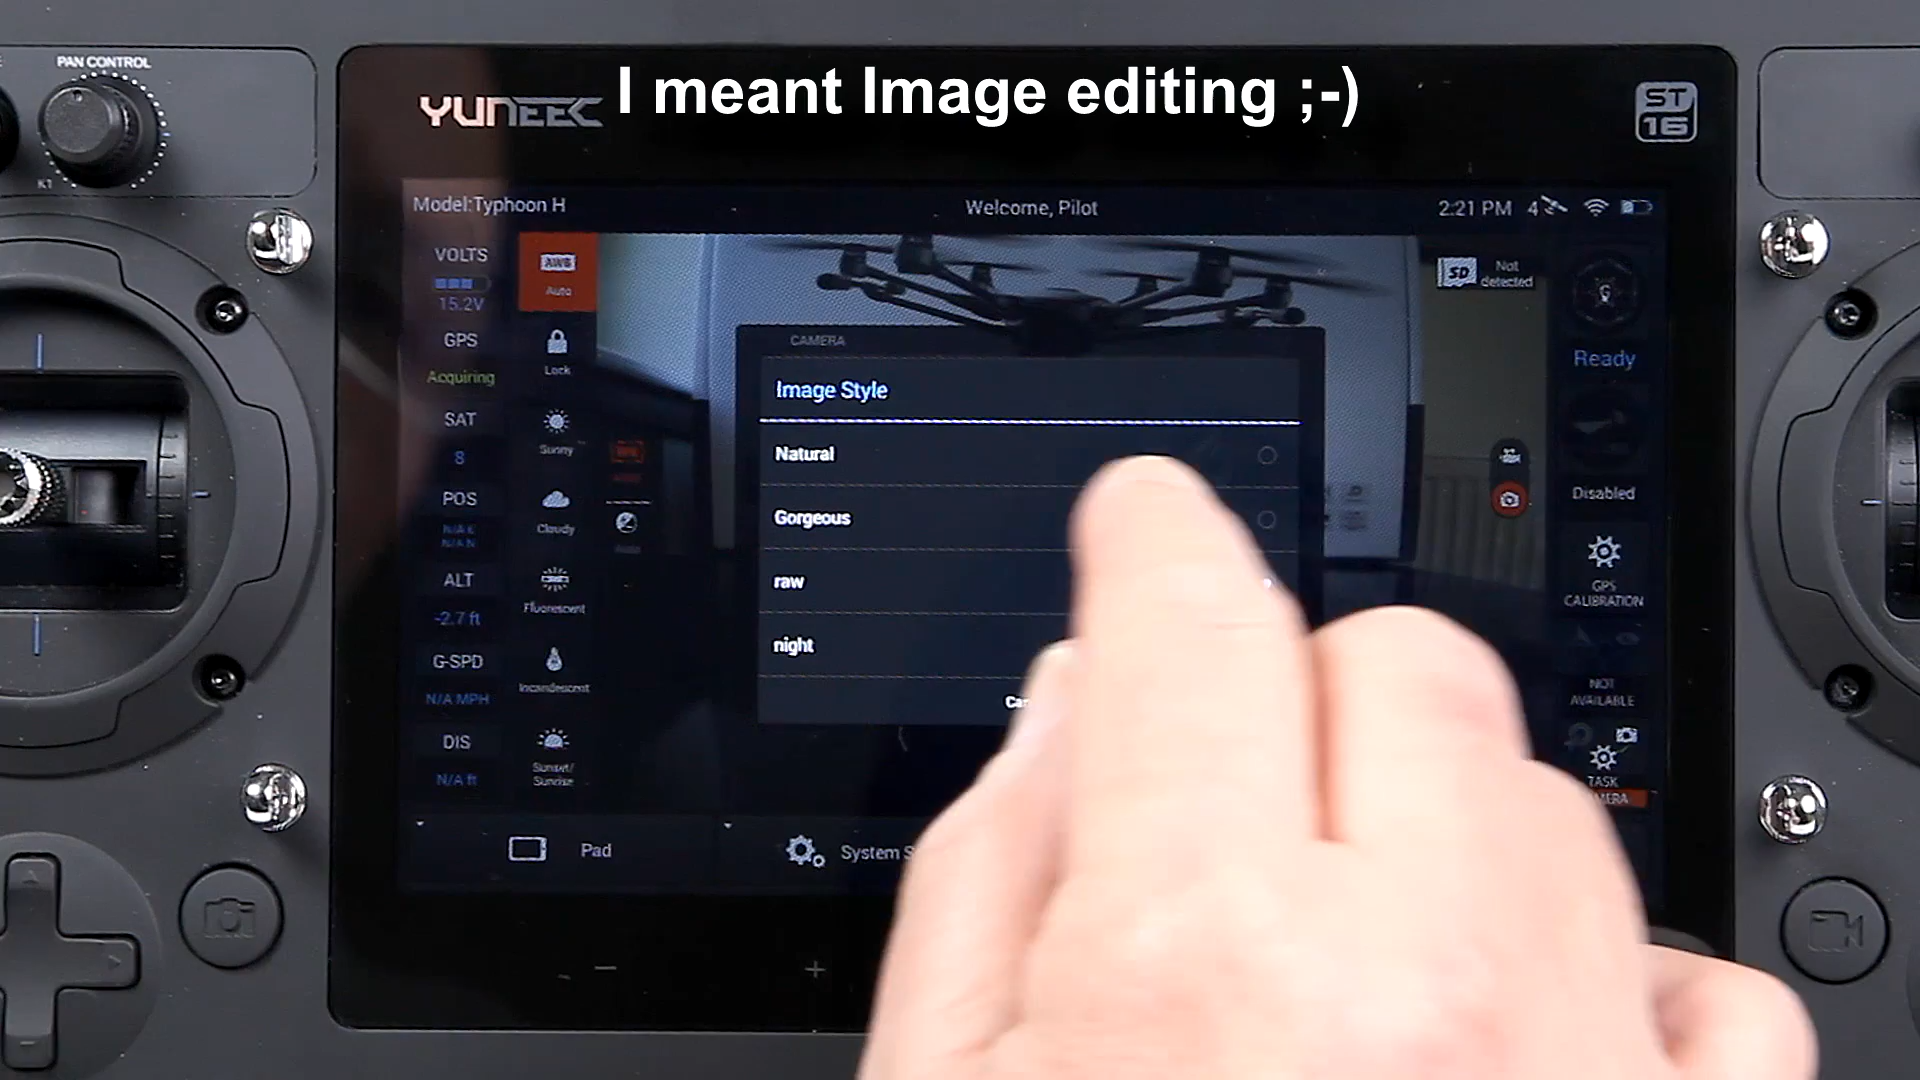 PAN CONTROL
K1
YUNEEC
I meant Image editing ;-)
ST
16
Model:Typhoon H
Welcome, Pilot
2:21 PM
4
VOLTS
15.2V
GPS
Acquiring
SAT
8
POS
N/A E
N/A N
ALT
-2.7 ft
G-SPD
N/A MPH
DIS
N/A ft
AWB
Auto
Lock
Sunny
Cloudy
Fluorescent
Incandescent
Sunset/
Sunrise
CAMERA
Image Style
Natural
Gorgeous
raw
night
SD
Not
detected
Ready
Disabled
GPS
CALIBRATION
NOT
AVAILABLE
TASK
Pad
System S